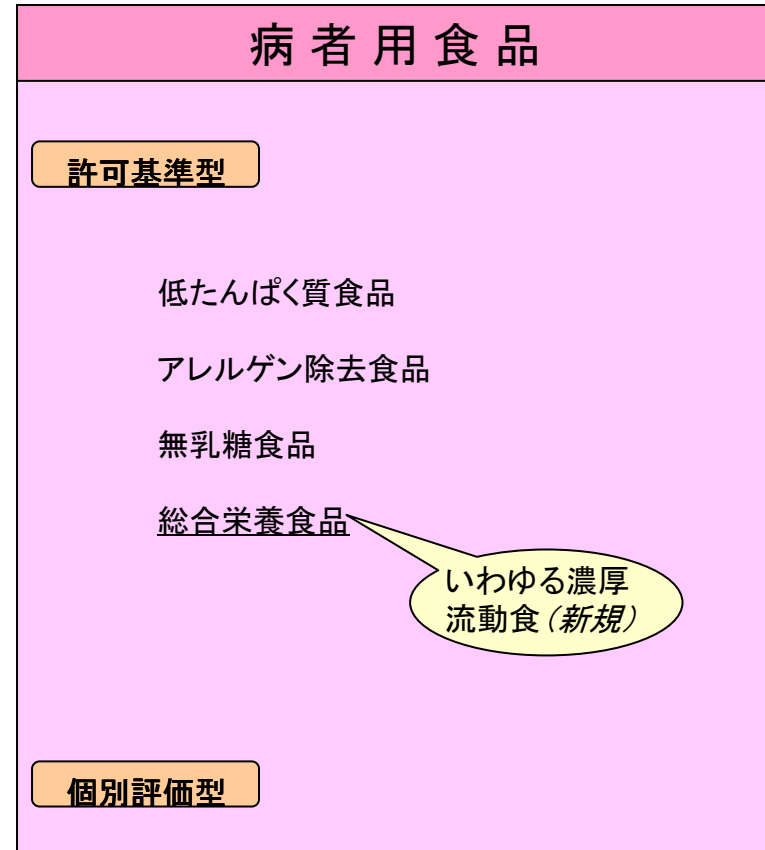 病者用食品
許可基準型
低たんぱく質食品
アレルゲン除去食品
無乳糖食品
総合栄養食品
いわゆる濃厚
流動食(新規)
個別評価型